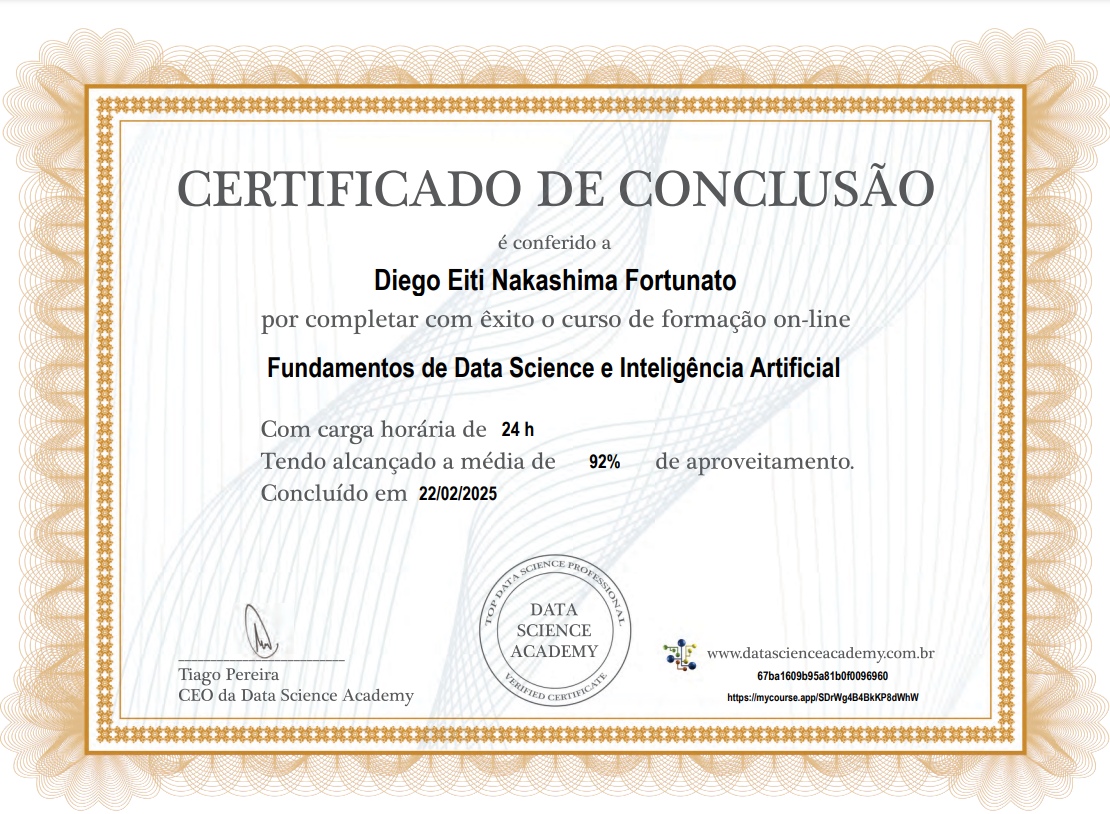 CERTIFICADO DE CONCLUSÃO
é conferido a
Diego Eiti Nakashima Fortunato
por completar com êxito o curso de formação on-line
Fundamentos de Data Science e Inteligência Artificial
Com carga horária de 24 h
Tendo alcançado a média de 92% de aproveitamento.
Concluído em 22/02/2025
TOP DATA SCIENCE PROFESSIONAL
DATA
SCIENCE
ACADEMY
VERIFIED CERTIFICATE
Tiago Pereira
CEO da Data Science Academy
www.datascienceacademy.com.br
67ba1609b95a81b0f0096960
https://mycourse.app/SDrWg4B4BkKP8dWhW